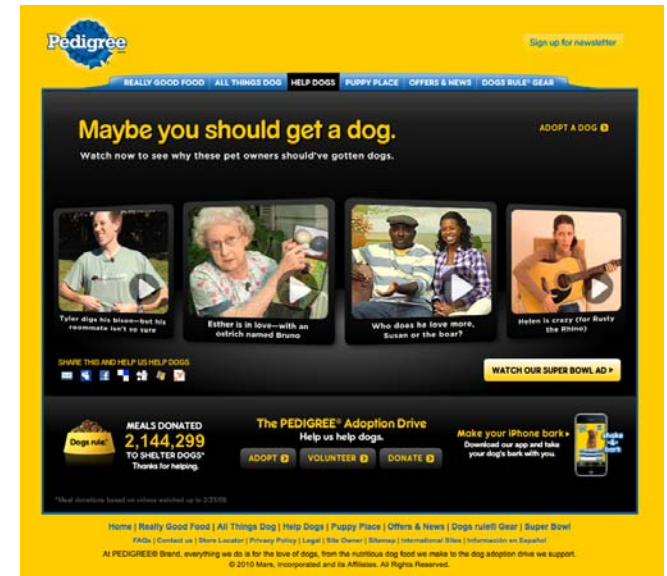 Pedigree
Sign up for newsletter
REALLY GOOD FOOD ALL THINGS DOG HELP DOGS PUPPY PLACE OFFERS & NEWS DOGS RULE® GEAR
Maybe you should get a dog.
ADOPT A DOG
Watch now to see why these pet owners should've gotten dogs.
Tyler digs his bison—but his
roommate isn't so sure
Esther is in love—with an
ostrich named Bruno
Who does he love more,
Susan or the boar?
Helen is crazy (for Rusty
the Rhino)
SHARE THIS AND HELP US HELP DOGS
WATCH OUR SUPER BOWL AD
Dogs rule.®
MEALS DONATED
2,144,299
TO SHELTER DOGS*
Thanks for helping.
The PEDIGREE® Adoption Drive
Help us help dogs.
ADOPT VOLUNTEER DONATE
Make your iPhone bark
Download our app and take
your dog's bark with you.
shake
&
bark
*Meal donations based on videos watched up to
Home | Really Good Food | All Things Dog | Help Dogs | Puppy Place | Offers & News | Dogs rule® Gear | Super Bowl
FAQs | Contact us | Store Locator | Privacy Policy | Legal | Site Owner | Sitemap | International Sites | Información en Español
At PEDIGREE® Brand, everything we do is for the love of dogs, from the nutritious dog food we make to the dog adoption drive we support.
© 2010 Mars, Incorporated and its Affiliates. All Rights Reserved.